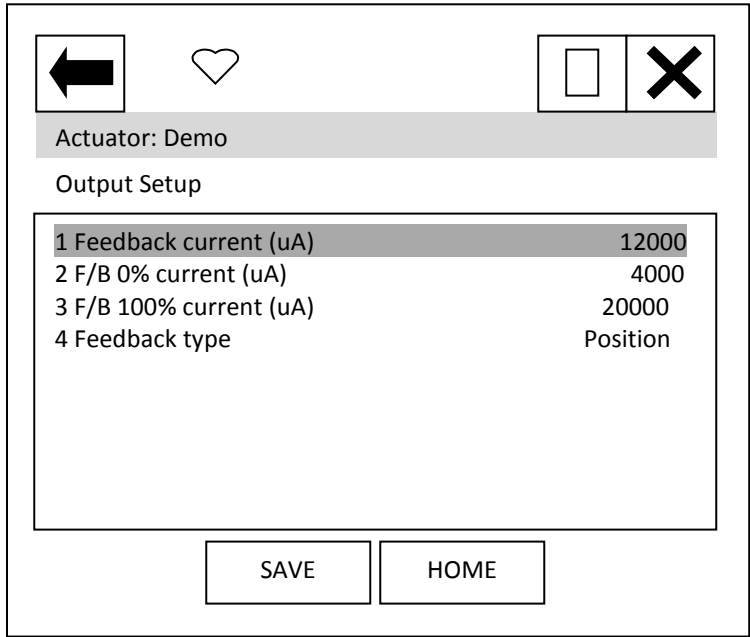 Actuator: Demo
Output Setup
1 Feedback current (uA) 12000
2 F/B 0% current (uA) 4000
3 F/B 100% current (uA) 20000
4 Feedback type Position
SAVE HOME